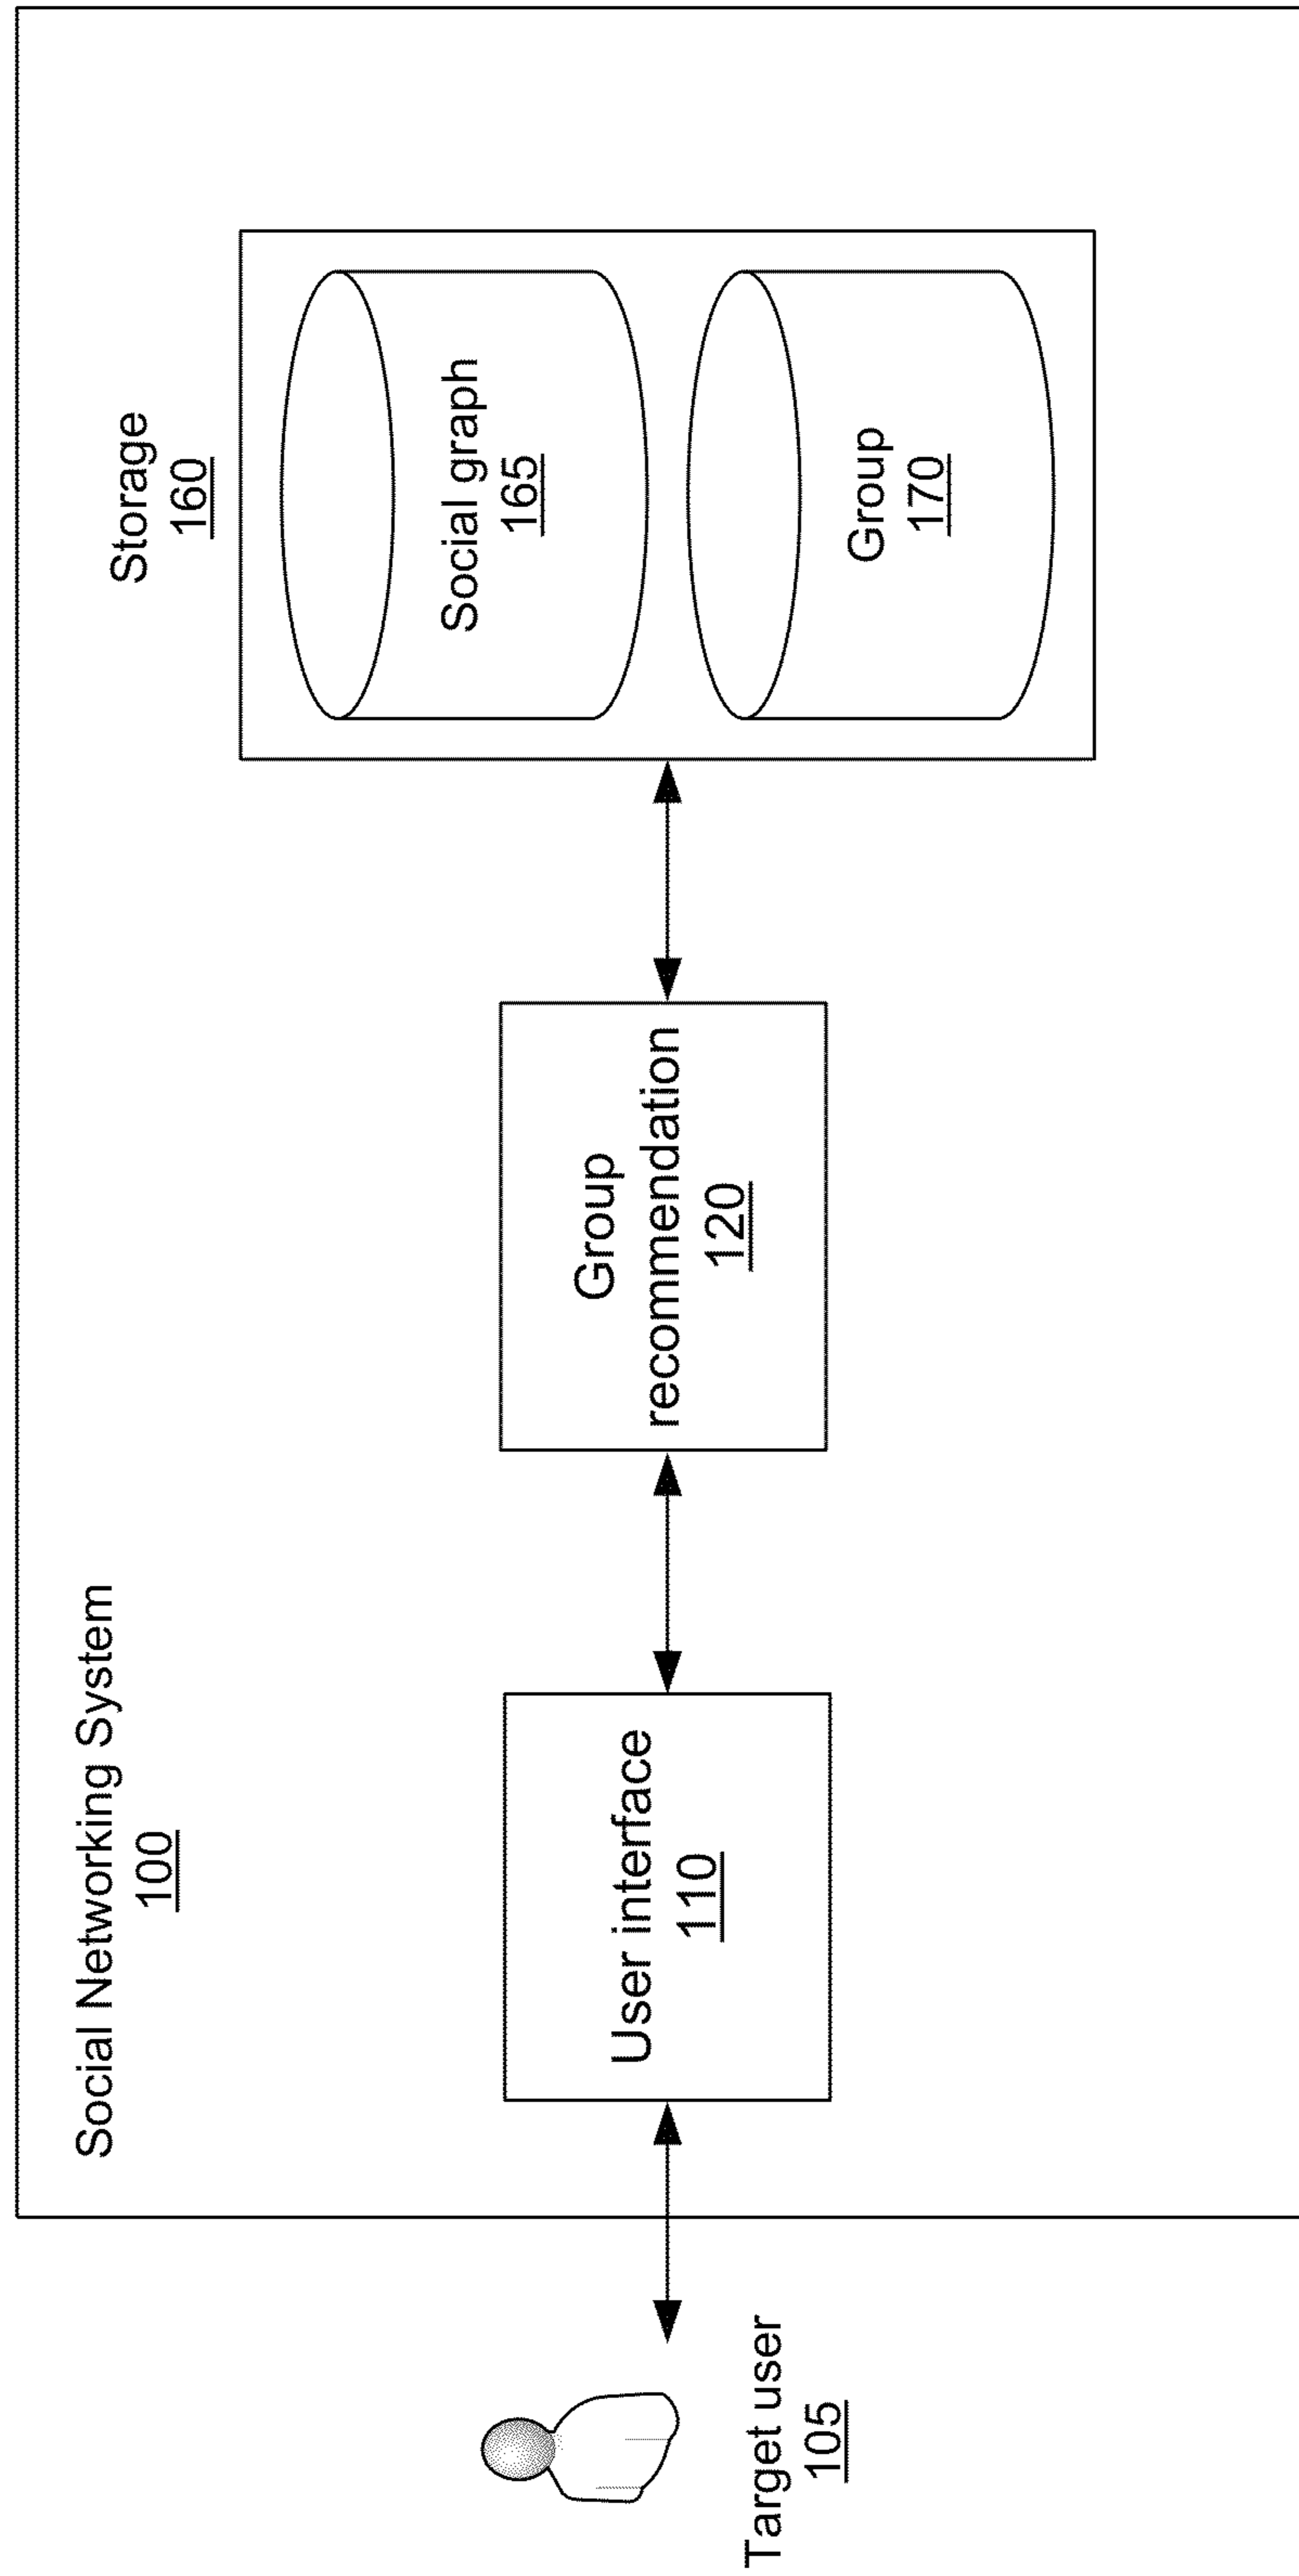 Social Networking System
100
Target user
105
User interface
110
Group
recommendation
120
Storage
160
Social graph
165
Group
170